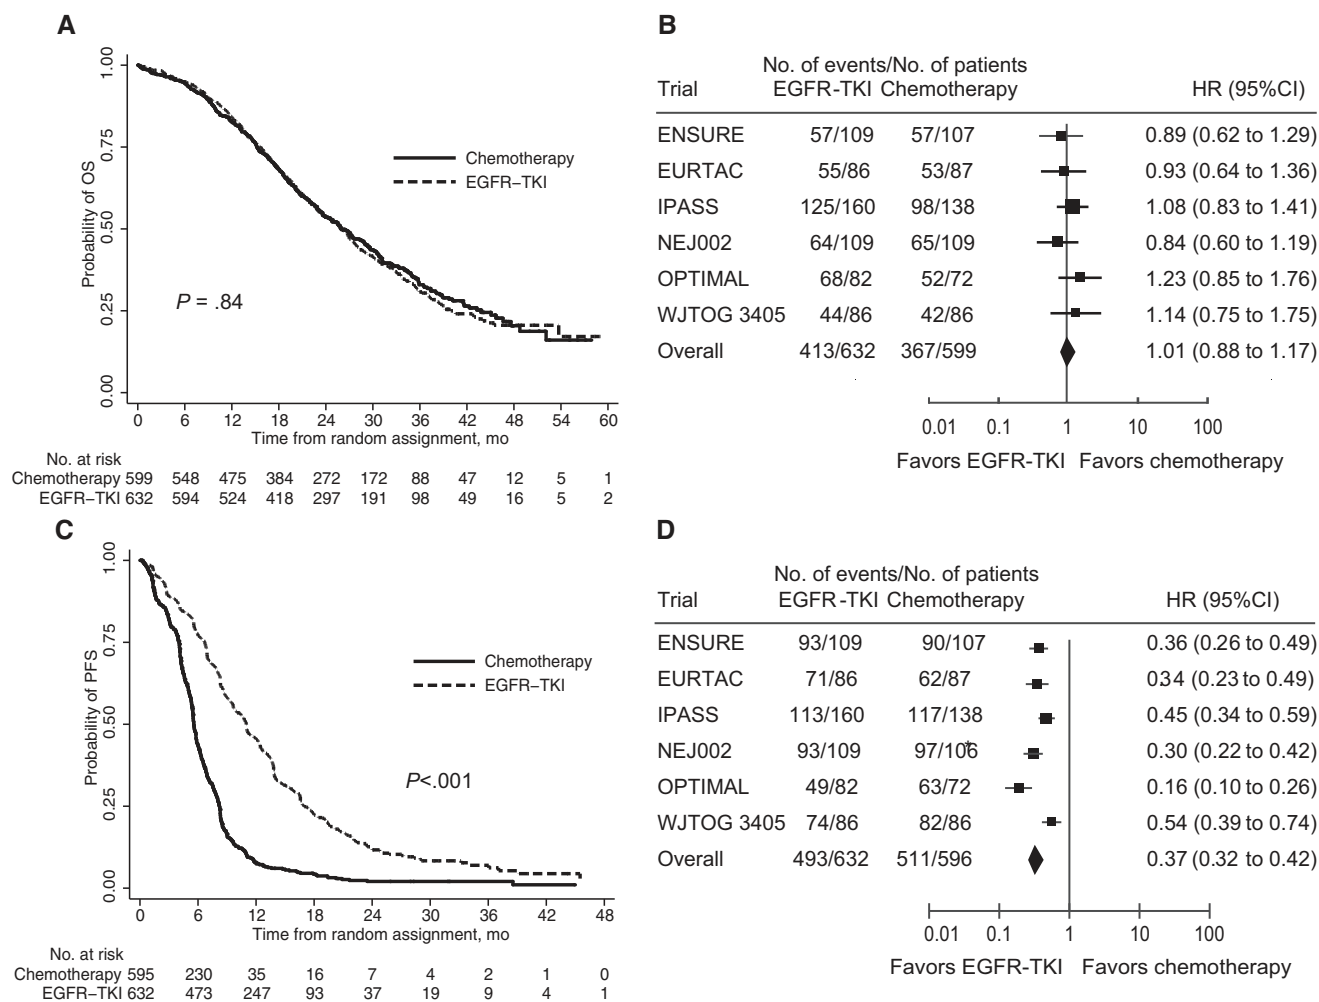 A
1.00
0.75
0.50
0.25
0.00
Probability of OS
Chemotherapy
EGFR–TKI
P = .84
0 6 12 18 24 30 36 42 48 54 60
Time from random assignment, mo
No. at risk
Chemotherapy 599 548 475 384 272 172 88 47 12 5 1
EGFR–TKI 632 594 524 418 297 191 98 49 16 5 2
B
No. of events/No. of patients
Trial EGFR-TKI Chemotherapy HR (95%CI)
ENSURE 57/109 57/107 0.89 (0.62 to 1.29)
EURTAC 55/86 53/87 0.93 (0.64 to 1.36)
IPASS 125/160 98/138 1.08 (0.83 to 1.41)
NEJ002 64/109 65/109 0.84 (0.60 to 1.19)
OPTIMAL 68/82 52/72 1.23 (0.85 to 1.76)
WJTOG 3405 44/86 42/86 1.14 (0.75 to 1.75)
Overall 413/632 367/599 1.01 (0.88 to 1.17)
0.01 0.1 1 10 100
Favors EGFR-TKI Favors chemotherapy
C
1.00
0.75
0.50
0.25
0.00
Probability of PFS
Chemotherapy
EGFR–TKI
P<.001
0 6 12 18 24 30 36 42 48
Time from random assignment, mo
No. at risk
Chemotherapy 595 230 35 16 7 4 2 1 0
EGFR–TKI 632 473 247 93 37 19 9 4 1
D
No. of events/No. of patients
Trial EGFR-TKI Chemotherapy HR (95%CI)
ENSURE 93/109 90/107 0.36 (0.26 to 0.49)
EURTAC 71/86 62/87 034 (0.23 to 0.49)
IPASS 113/160 117/138 0.45 (0.34 to 0.59)
NEJ002 93/109 97/106* 0.30 (0.22 to 0.42)
OPTIMAL 49/82 63/72 0.16 (0.10 to 0.26)
WJTOG 3405 74/86 82/86 0.54 (0.39 to 0.74)
Overall 493/632 511/596 0.37 (0.32 to 0.42)
0.01 0.1 1 10 100
Favors EGFR-TKI Favors chemotherapy